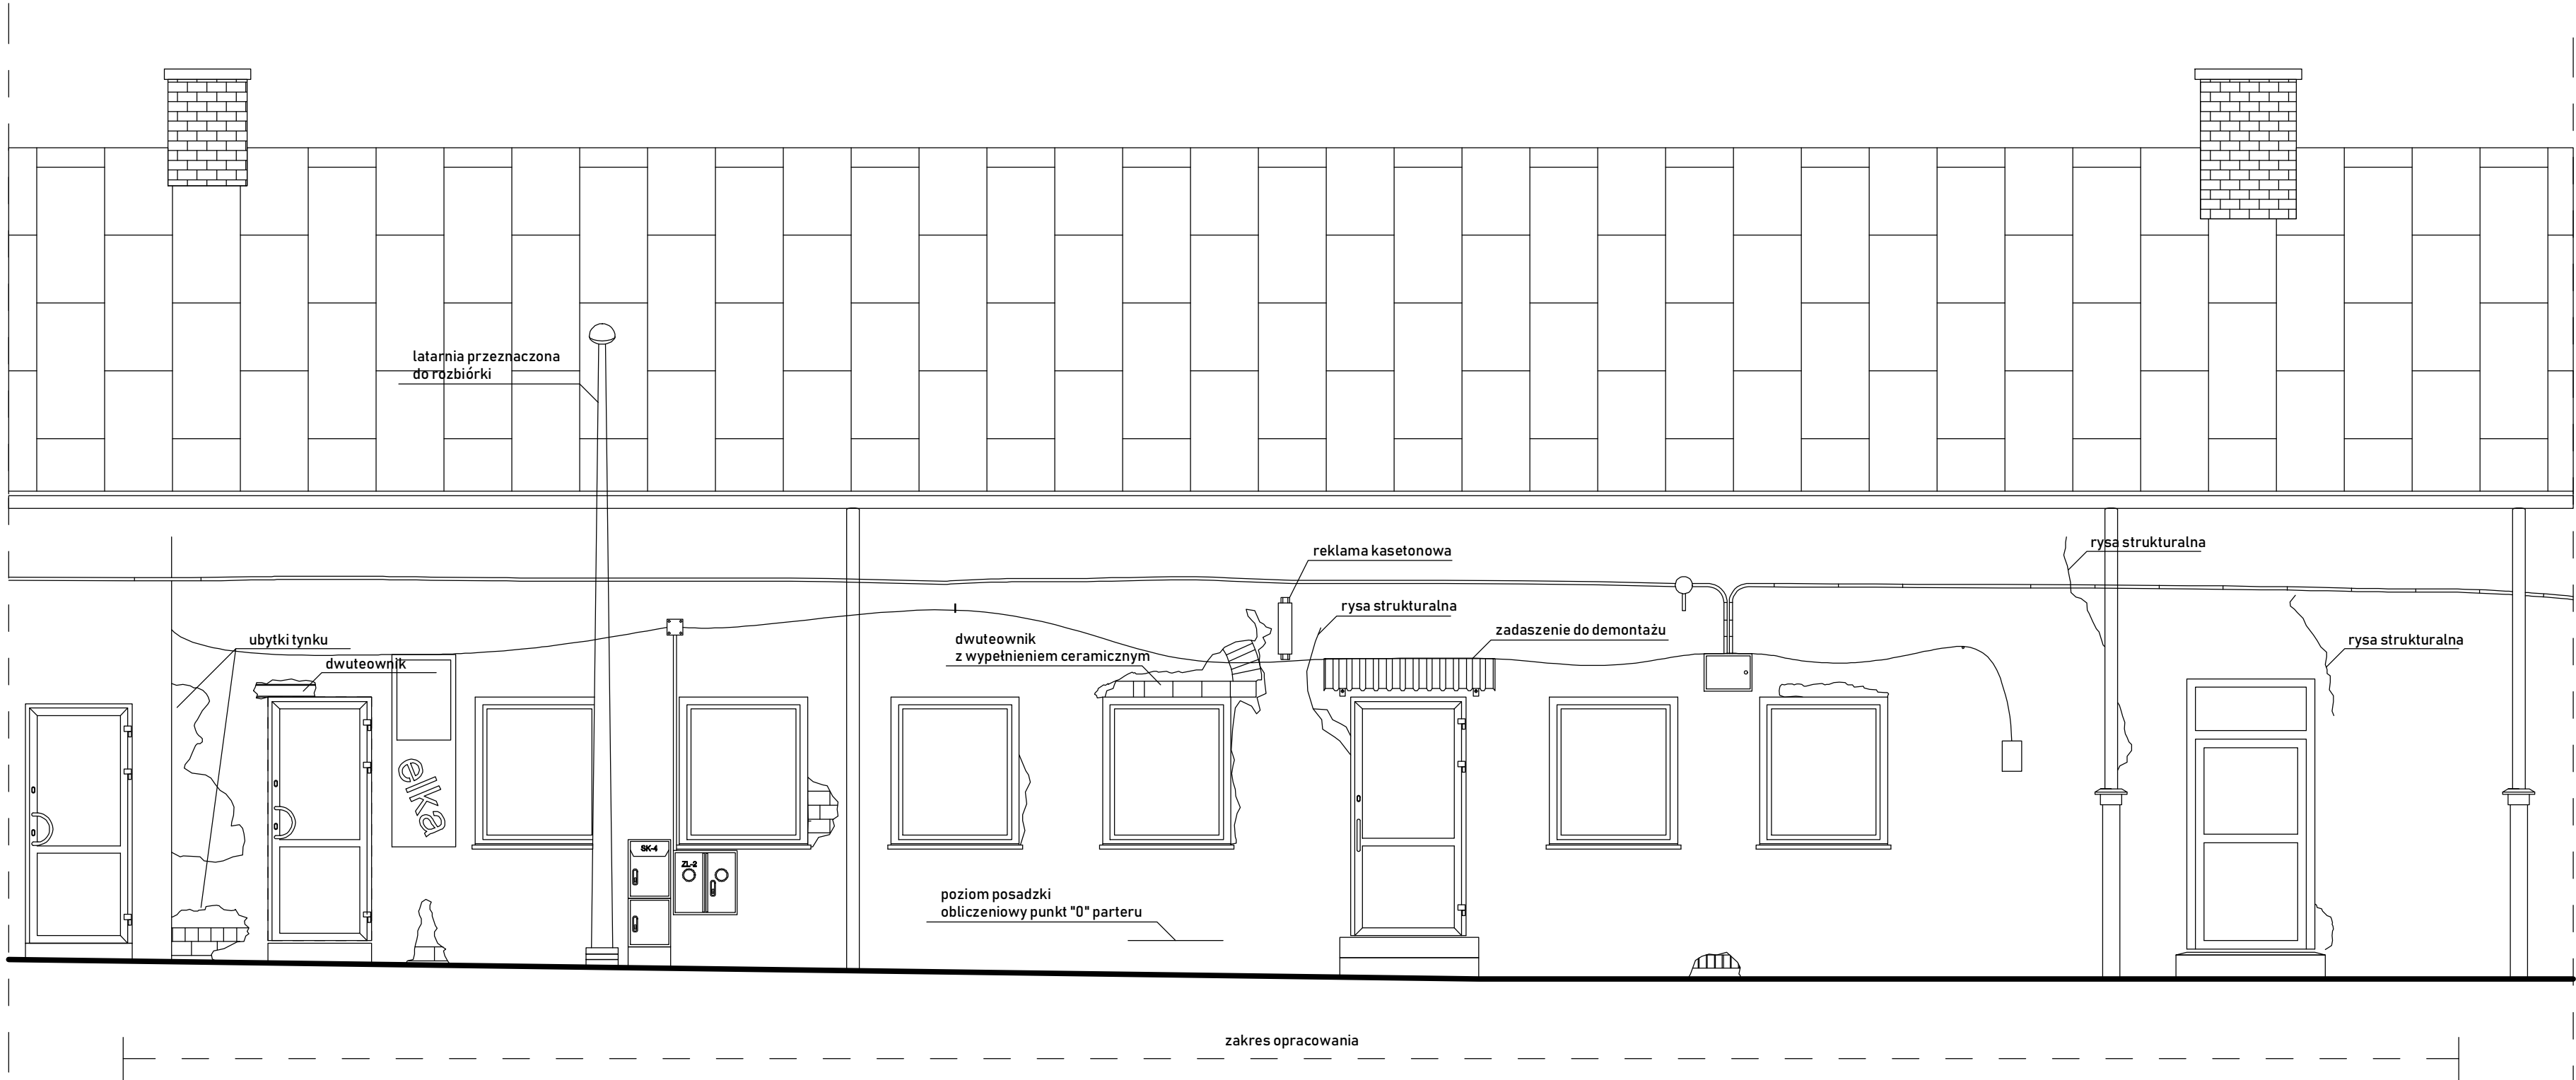 latarnia przeznaczona
do rozbiórki
reklama kasetonowa
rysa strukturalna
rysa strukturalna
zadaszenie do demontażu
rysa strukturalna
ubytki tynku
dwuteownik
dwuteownik
z wypełnieniem ceramicznym
elka
SK-4
ZL-2
poziom posadzki
obliczeniowy punkt "0" parteru
zakres opracowania